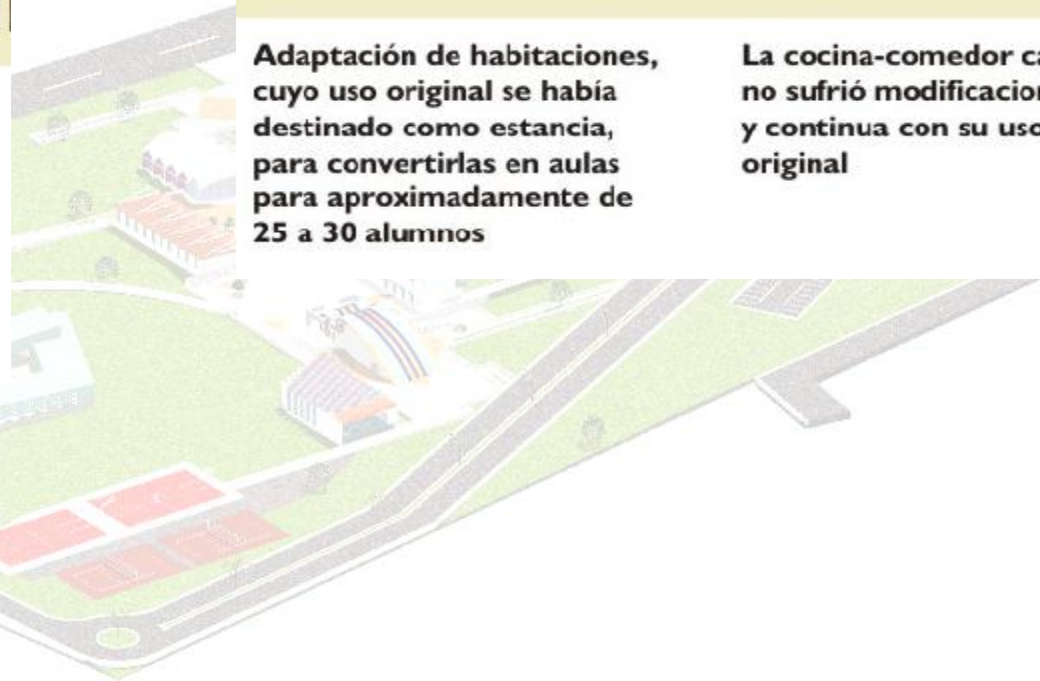 Adaptación de habitaciones,
cuyo uso original se había
destinado como estancia,
para convertirlas en aulas
para aproximadamente de
25 a 30 alumnos
La cocina-comedor
no sufrió
y continua con su uso
original